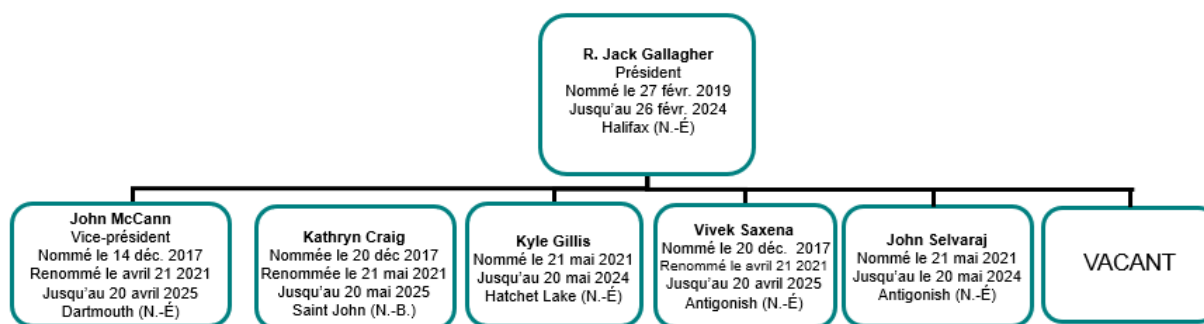 R. Jack Gallagher
Président
Nommé le 27 févr. 2019
Jusqu'au 26 févr. 2024
Halifax (N.-É)
John McCann
Vice-président
Nommé le 14 déc. 2017
Renommé le avril 21 2021
Jusqu'au 20 avril 2025
Dartmouth (N.-É)
Kathryn Craig
Nommée le 20 déc 2017
Renommée le 21 mai 2021
Jusqu'au 20 mai 2025
Saint John (N.-B.)
Kyle Gillis
Nommé le 21 mai 2021
Jusqu'au 20 mai 2024
Hatchet Lake (N.-É)
Vivek Saxena
Nommé le 20 déc. 2017
Renommé le avril 21 2021
Jusqu'au 20 avril 2025
Antigonish (N.-É)
John Selvaraj
Nommé le 21 mai 2021
Jusqu'au le 20 mai 2024
Antigonish (N.-É)
VACANT